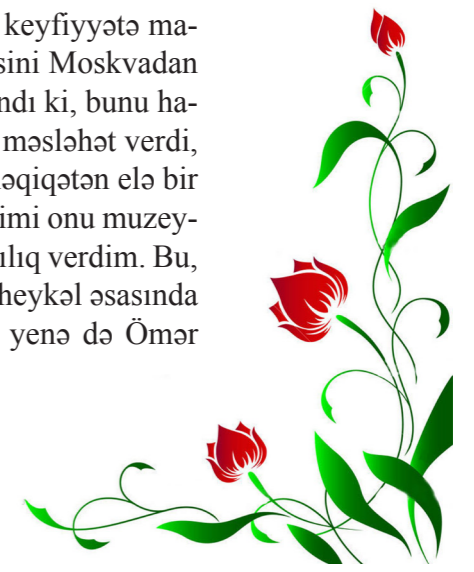 keyfiyyətə ma-
sini Moskvadan
ndı ki, bunu ha-
məsləhət verdi,
əqiqətən elə bir
imi onu muzey-
ılıq verdim. Bu,
heykəl əsasında
yenə də Ömər